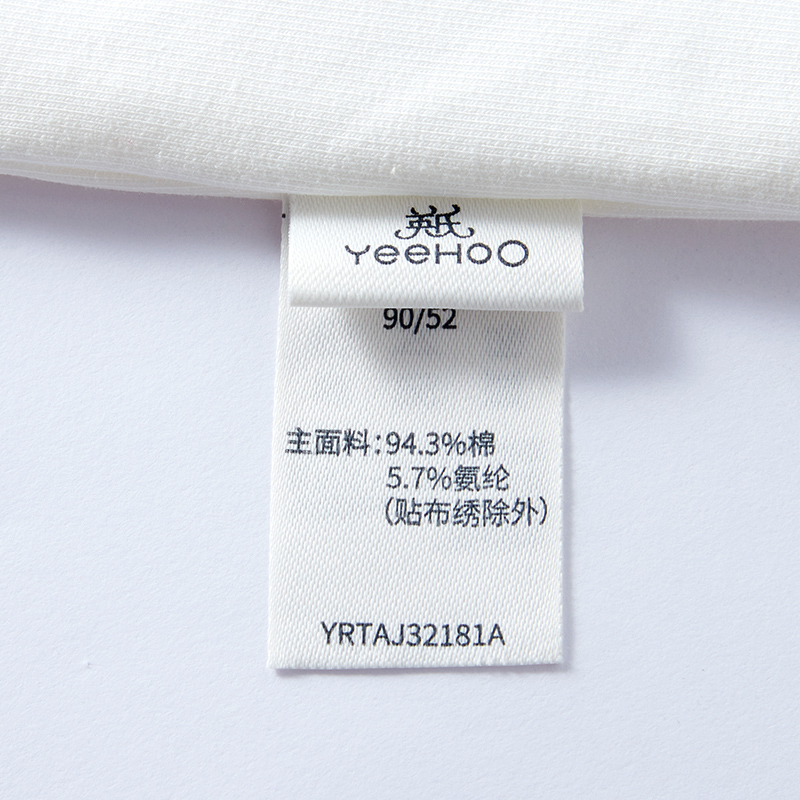 英氏
YeeHoO
90/52
主面料:94.3%棉
5.7%氨纶
(贴布绣除外)
YRTAJ32181A